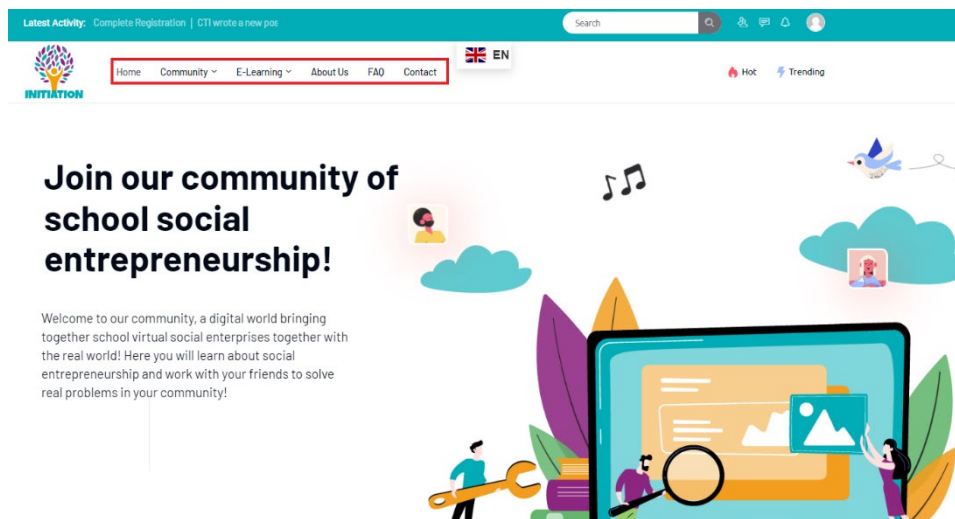 Latest Activity: Complete Registration | CTI wrote a new pos
Search
INITIATION
Home Community E-Learning About Us FAQ Contact
EN
Hot Trending
Join our community of
school social
entrepreneurship!
Welcome to our community, a digital world bringing
together school virtual social enterprises together with
the real world! Here you will learn about social
entrepreneurship and work with your friends to solve
real problems in your community!